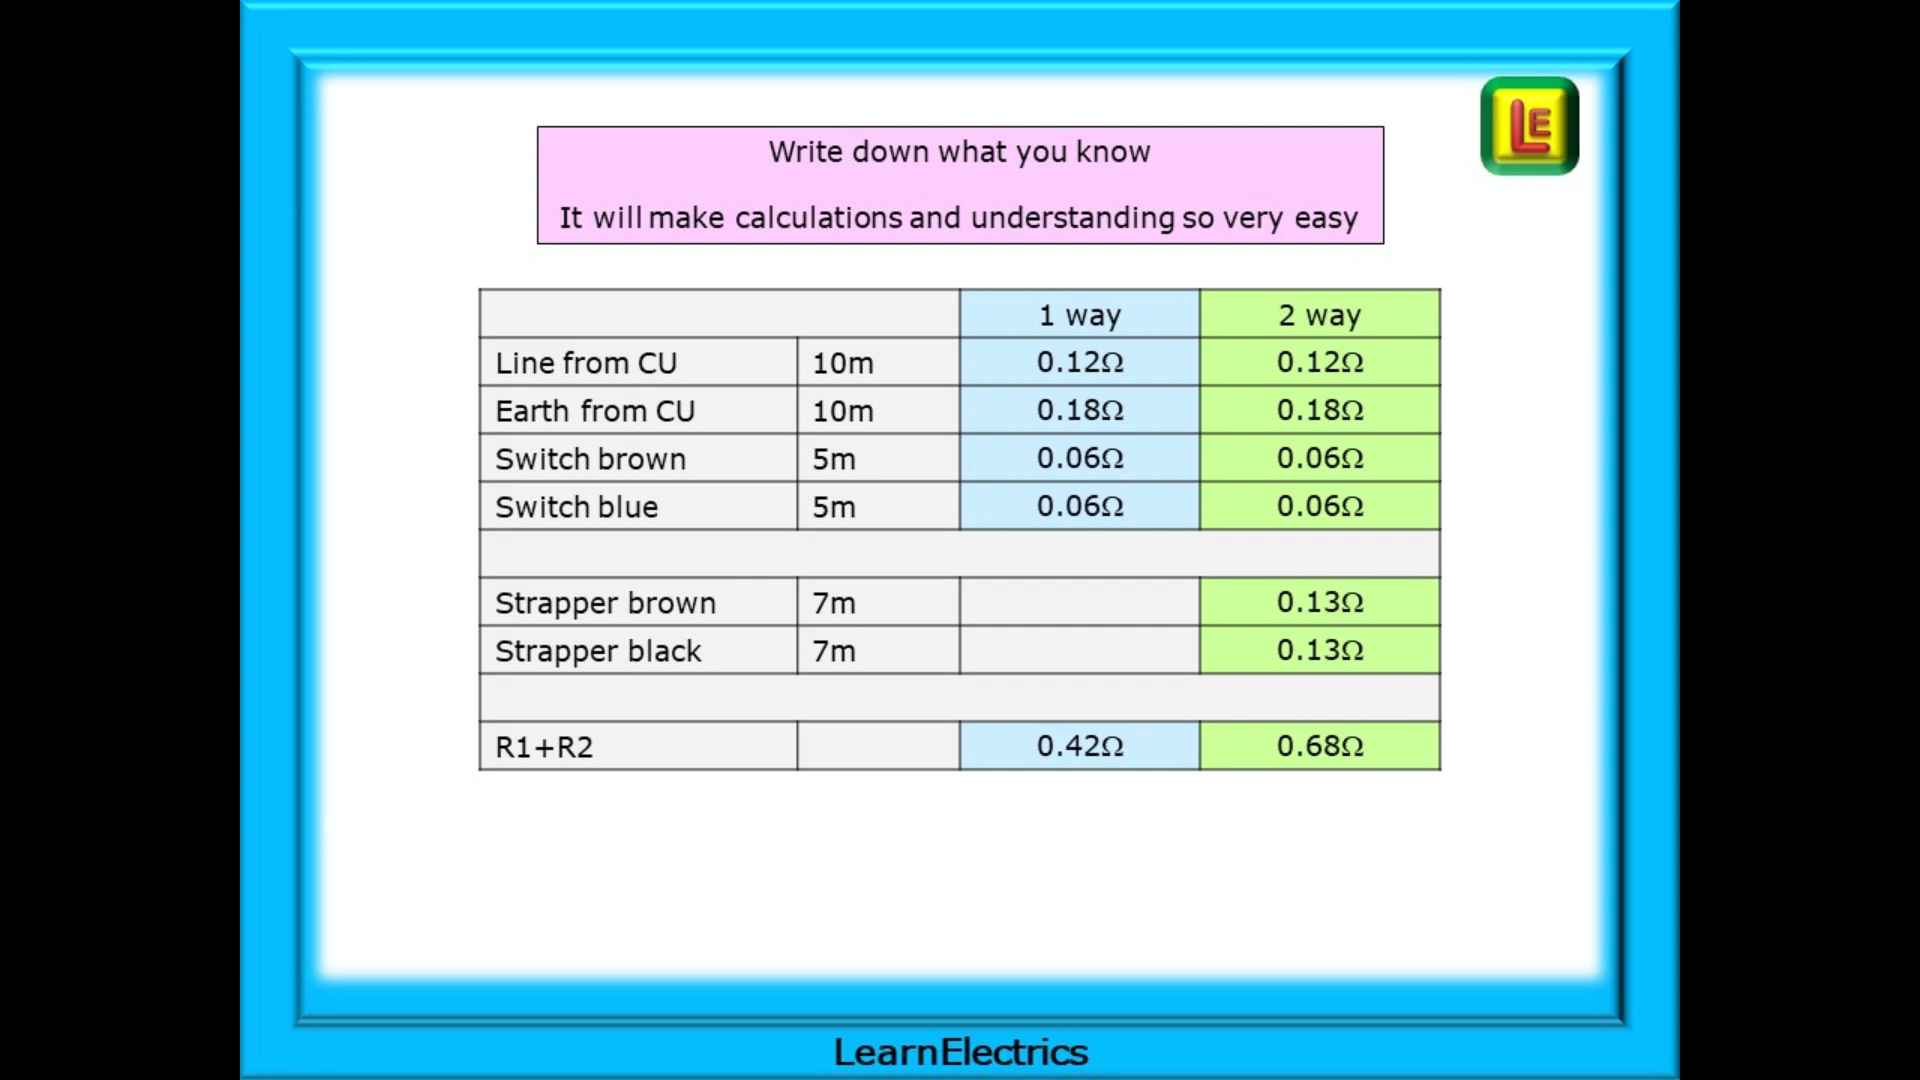 LE
Write down what you know
It will make calculations and understanding so very easy
1 way 2 way
Line from CU 10m 0.12Ω 0.12Ω
Earth from CU 10m 0.18Ω 0.18Ω
Switch brown 5m 0.06Ω 0.06Ω
Switch blue 5m 0.06Ω 0.06Ω
Strapper brown 7m 0.13Ω
Strapper black 7m 0.13Ω
R1+R2 0.42Ω 0.68Ω
LearnElectrics